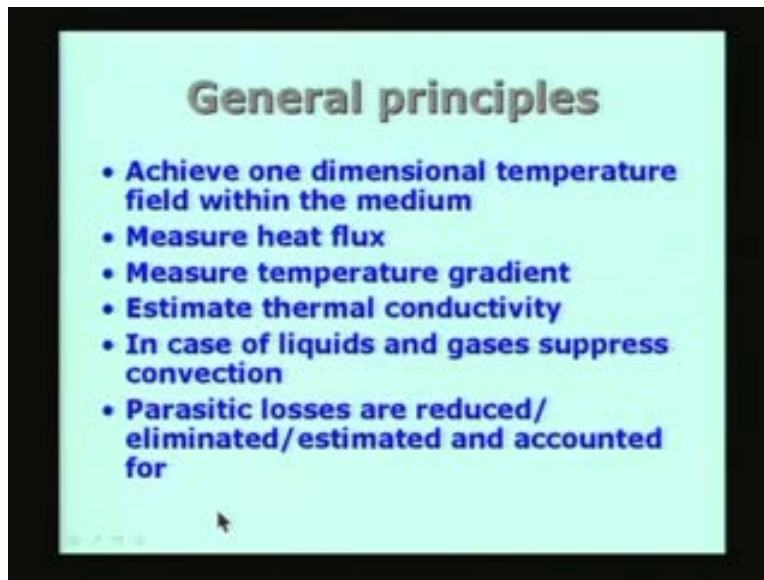 General principles
• Achieve one dimensional temperature
field within the medium
• Measure heat flux
• Measure temperature gradient
• Estimate thermal conductivity
• In case of liquids and gases suppress
convection
• Parasitic losses are reduced/
eliminated/estimated and accounted
for